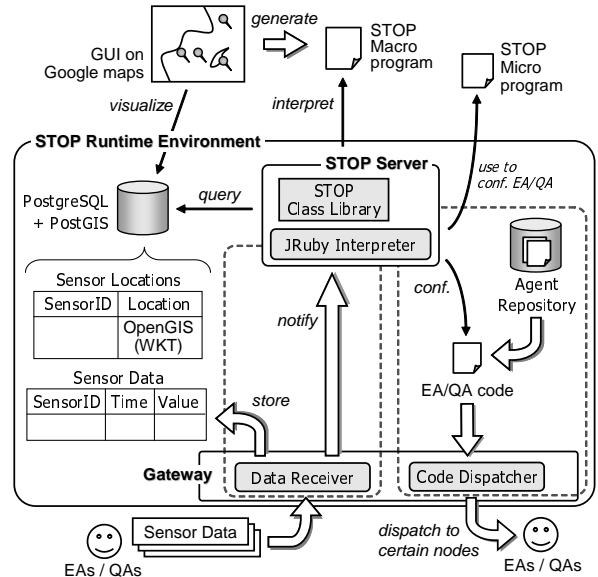 generate
GUI on
Google maps
STOP
Macro
program
STOP
Micro
program
visualize
interpret
STOP Runtime Environment
STOP Server
use to
conf. EA/QA
PostgreSQL
+ PostGIS
query
STOP
Class Library
JRuby Interpreter
Agent
Repository
Sensor Locations
SensorID Location
OpenGIS
(WKT)
notify
conf.
EA/QA code
Sensor Data
SensorID Time Value
store
Gateway
Data Receiver
Code Dispatcher
Sensor Data
EAs / QAs
dispatch to
certain nodes
EAs / QAs